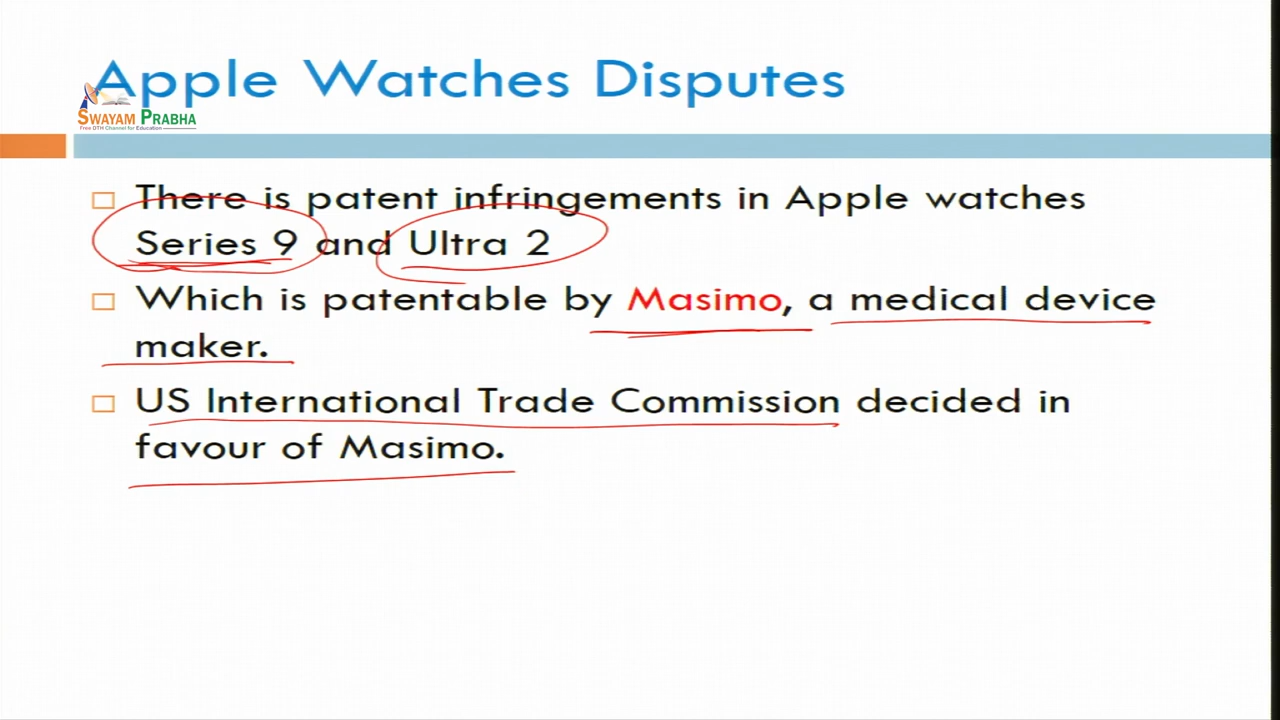 Apple Watches Disputes
SWAYAM PRABHA
Free DTH Channel for Education
There is patent infringements in Apple watches
Series 9 and Ultra 2
Which is patentable by Masimo, a medical device
maker.
US International Trade Commission decided in
favour of Masimo.